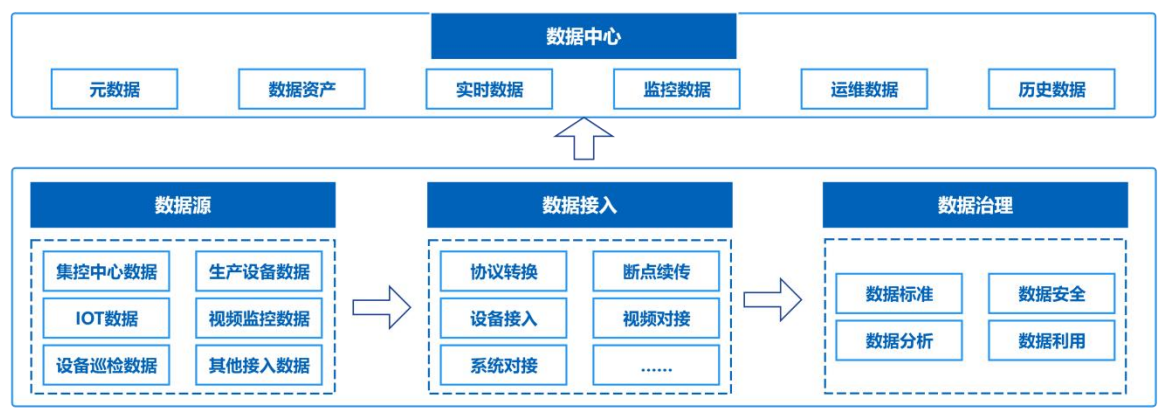 数据中心
元数据
数据资产
实时数据
监控数据
运维数据
历史数据
数据源
集控中心数据
生产设备数据
IOT数据
视频监控数据
设备巡检数据
其他接入数据
数据接入
协议转换
断点续传
设备接入
视频对接
系统对接
......
数据治理
数据标准
数据安全
数据分析
数据利用